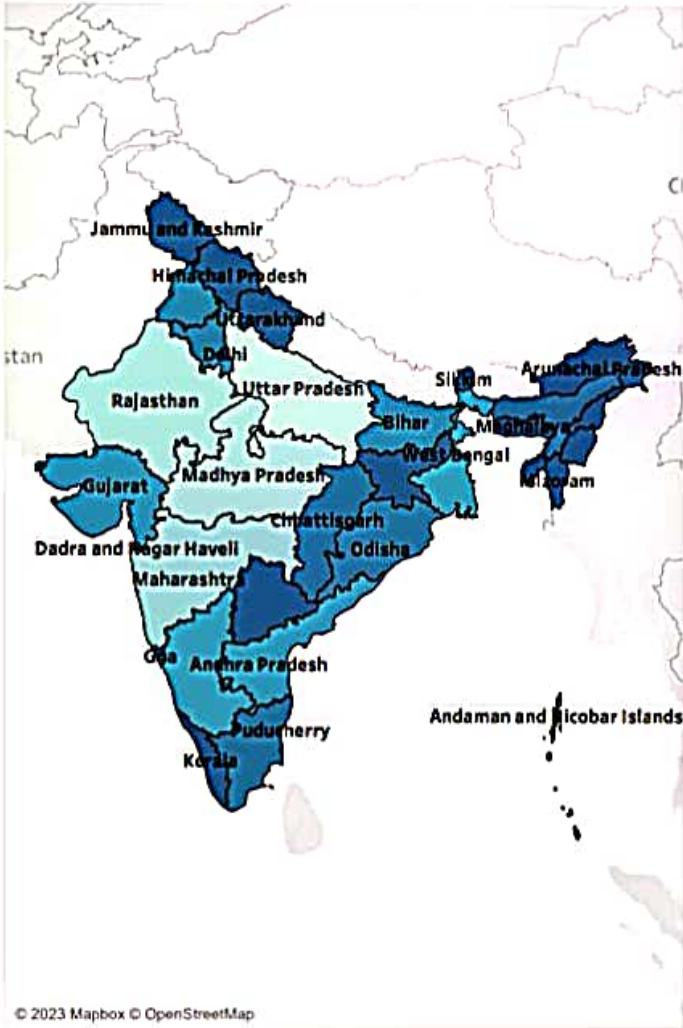 C
Jammu and Kashmir
Himachal Pradesh
Uttarakhand
stan
Delhi
Arunachal Pradesh
Sikkim
Uttar Pradesh
Rajasthan
Bihar
Meghalaya
West Bengal
Madhya Pradesh
Gujarat
Mizoram
Chhattisgarh
Dadra and Nagar Haveli
Odisha
Maharashtra
Goa
Andhra Pradesh
Andaman and Nicobar Islands
Puducherry
Kerala
© 2023 Mapbox © OpenStreetMap